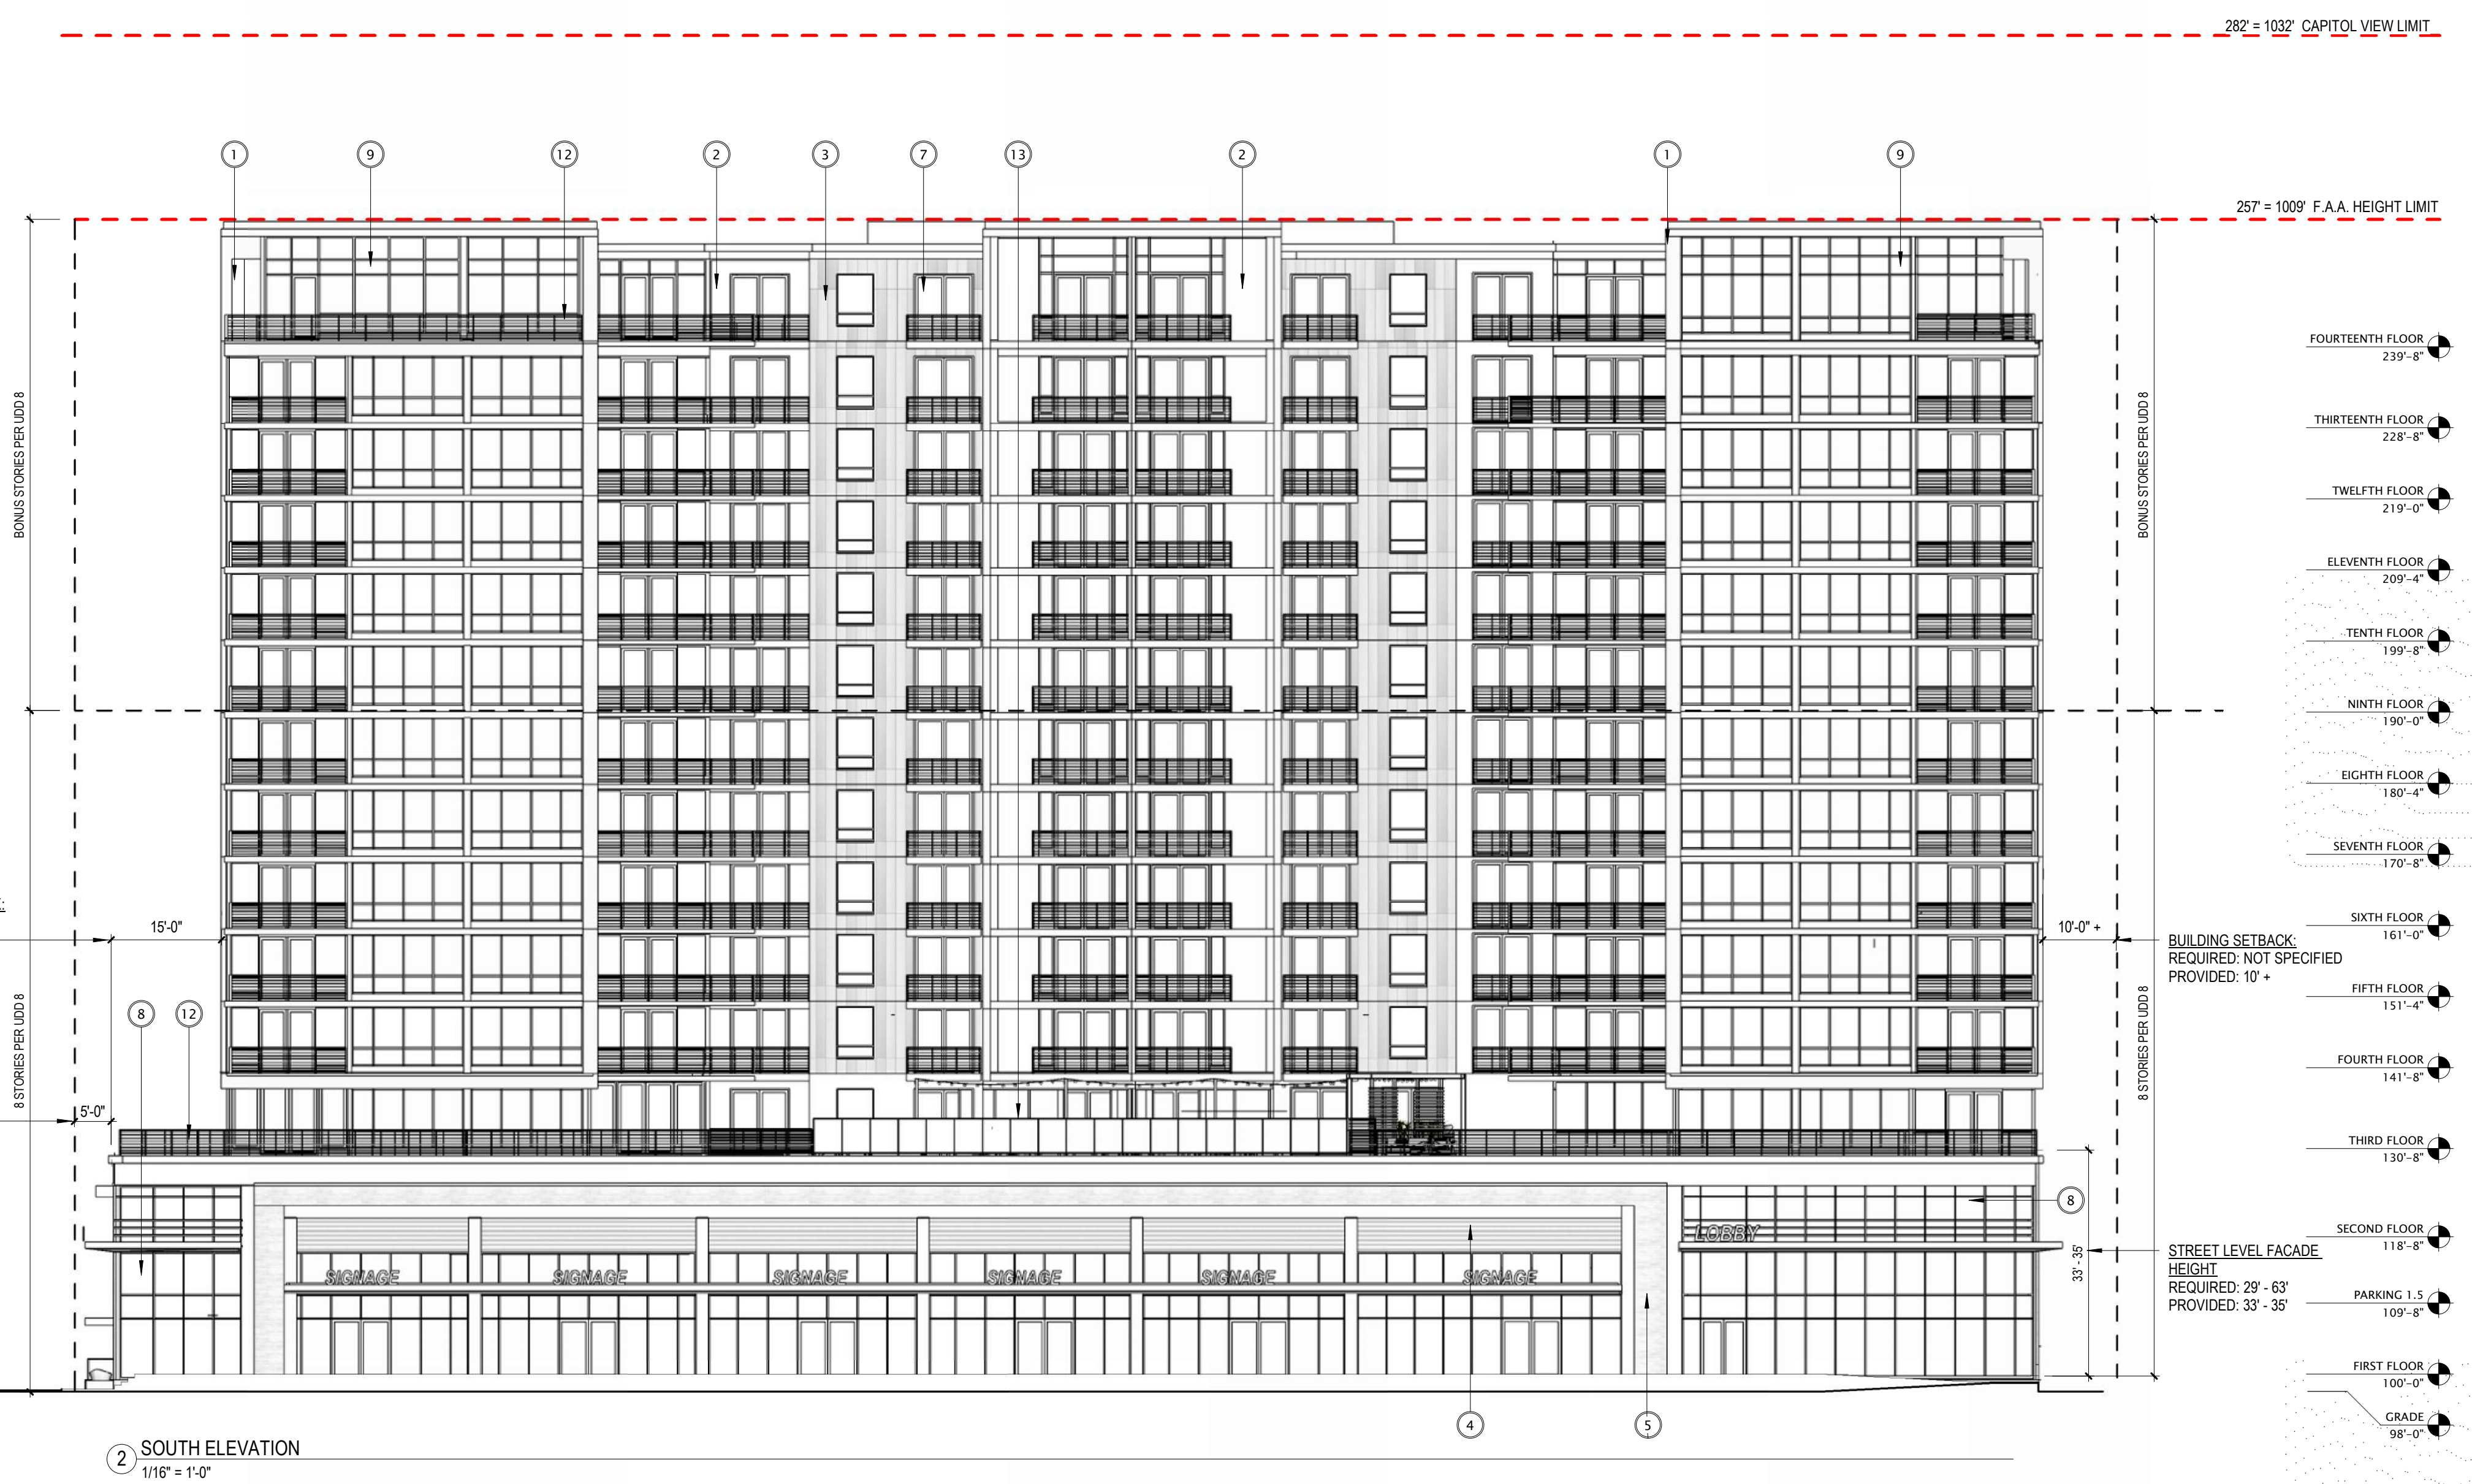 282' = 1032'  CAPITOL VIEW LIMIT
1
9
12
2
3
7
13
2
1
9
257' = 1009'  F.A.A. HEIGHT LIMIT
FOURTEENTH FLOOR
239'-8"
BONUS STORIES PER UDD 8
BONUS STORIES PER UDD 8
THIRTEENTH FLOOR
228'-8"
TWELFTH FLOOR
219'-0"
ELEVENTH FLOOR
209'-4"
TENTH FLOOR
199'-8"
NINTH FLOOR
190'-0"
EIGHTH FLOOR
180'-4"
SEVENTH FLOOR
170'-8"
SIXTH FLOOR
161'-0"
15'-0"
10'-0" +
BUILDING SETBACK:
REQUIRED: NOT SPECIFIED
PROVIDED: 10' +
FIFTH FLOOR
151'-4"
8
12
8 STORIES PER UDD 8
8 STORIES PER UDD 8
FOURTH FLOOR
141'-8"
5'-0"
THIRD FLOOR
130'-8"
8
LOBBY
SECOND FLOOR
118'-8"
33' - 35'
STREET LEVEL FACADE
HEIGHT
REQUIRED: 29' - 63'
PROVIDED: 33' - 35'
SIGNAGE
SIGNAGE
SIGNAGE
SIGNAGE
SIGNAGE
SIGNAGE
PARKING 1.5
109'-8"
FIRST FLOOR
100'-0"
4
5
GRADE
98'-0"
2
SOUTH ELEVATION
1/16" = 1'-0"